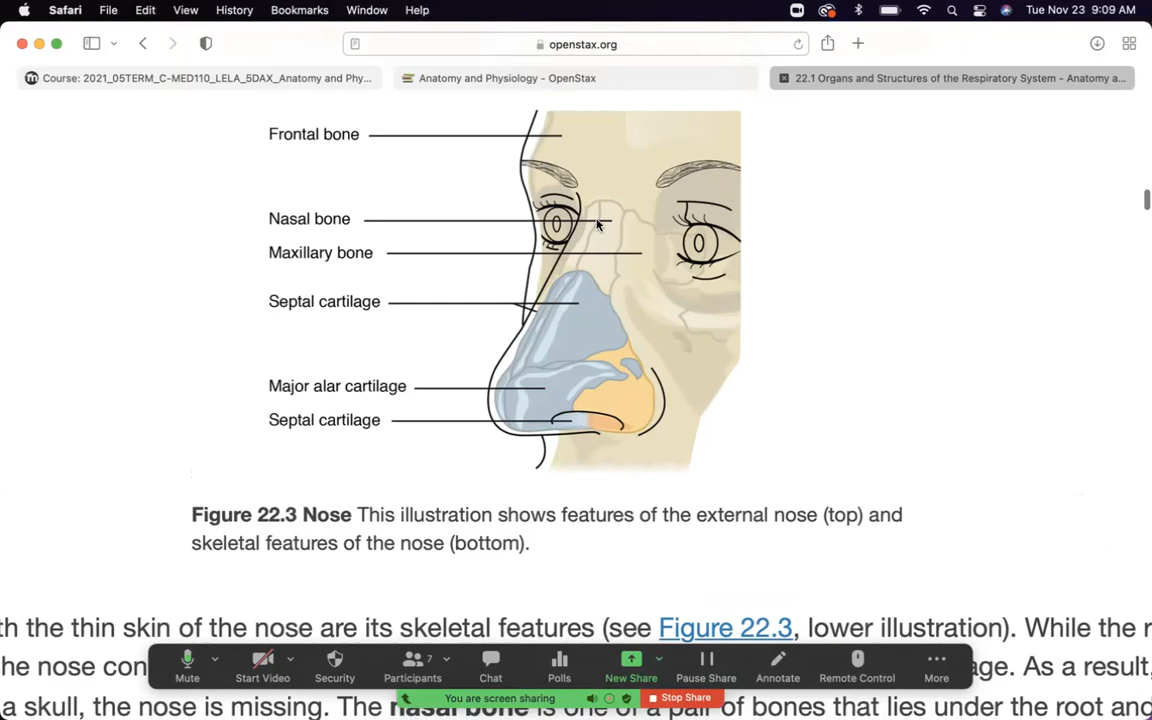 Safari File Edit View History Bookmarks Window Help Tue Nov 23 9:09 AM
openstax.org
Course: 2021_05TERM_C-MED110_LELA_5DAX_Anatomy and Phy... Anatomy and Physiology - OpenStax 22.1 Organs and Structures of the Respiratory System - Anatomy a...
Frontal bone
Nasal bone
Maxillary bone
Septal cartilage
Major alar cartilage
Septal cartilage
Figure 22.3 Nose This illustration shows features of the external nose (top) and
skeletal features of the nose (bottom).
th the thin skin of the nose are its skeletal features (see Figure 22.3, lower illustration). While the r
he nose con age. As a result,
a skull, the nose is missing. The nasal bone is one of a pair of bones that lies under the root and
Mute Start Video Security Participants 7 Chat Polls New Share Pause Share Annotate Remote Control More
You are screen sharing Stop Share